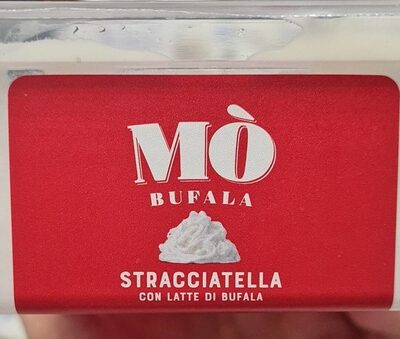 MÒ
BUFALA
STRACCIATELLA
CON LATTE DI BUFALA